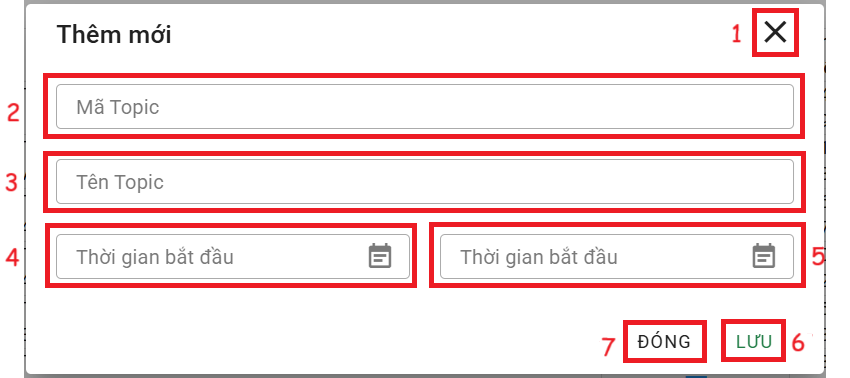 Thêm mới
1
2
Mã Topic
3
Tên Topic
4
Thời gian bắt đầu
Thời gian bắt đầu
5
7
ĐÓNG
LƯU
6